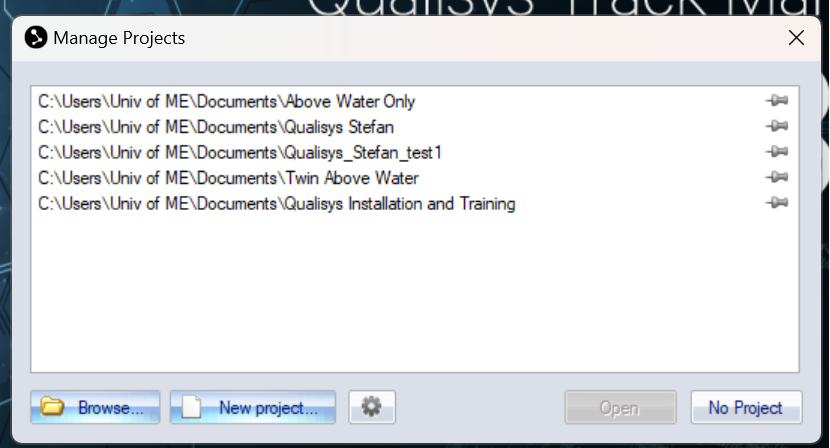 Qualisys Track Ma
Manage Projects
C:\Users\Univ of ME\Documents\Above Water Only
C:\Users\Univ of ME\Documents\Qualisys Stefan
C:\Users\Univ of ME\Documents\Qualisys_Stefan_test1
C:\Users\Univ of ME\Documents\Twin Above Water
C:\Users\Univ of ME\Documents\Qualisys Installation and Training
Browse... New project... Open No Project